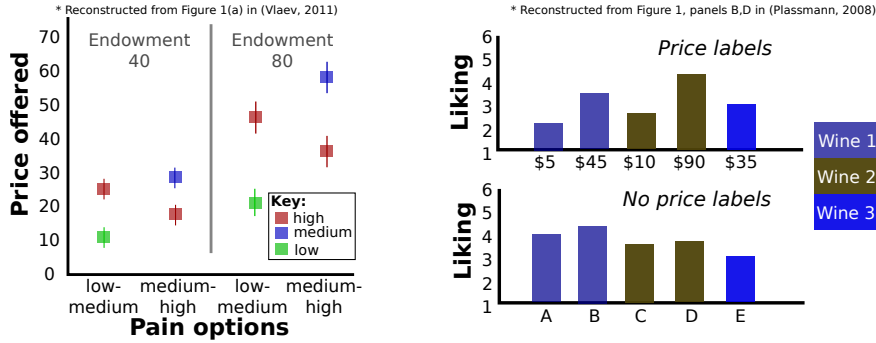 * Reconstructed from Figure 1(a) in (Vlaev, 2011)
Endowment 40
Endowment 80
Price offered
70
60
50
40
30
20
10
0
Key:
high
medium
low
low-medium
medium-high
low-medium
medium-high
Pain options
* Reconstructed from Figure 1, panels B,D in (Plassmann, 2008)
Price labels
Liking
6
5
4
3
2
1
$5 $45 $10 $90 $35
No price labels
Liking
6
5
4
3
2
1
A B C D E
Wine 1
Wine 2
Wine 3